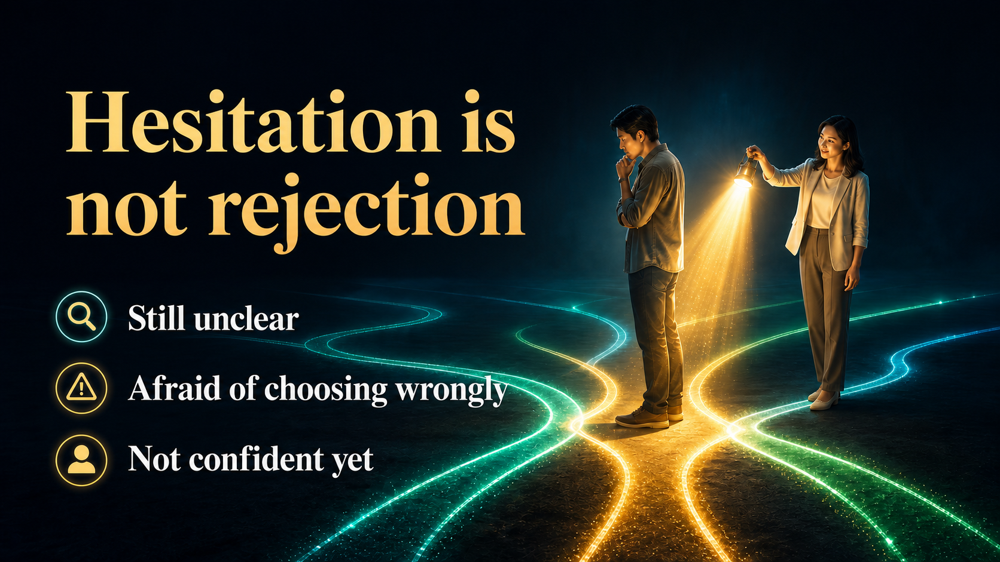 Hesitation is
not rejection
Still unclear
Afraid of choosing wrongly
Not confident yet